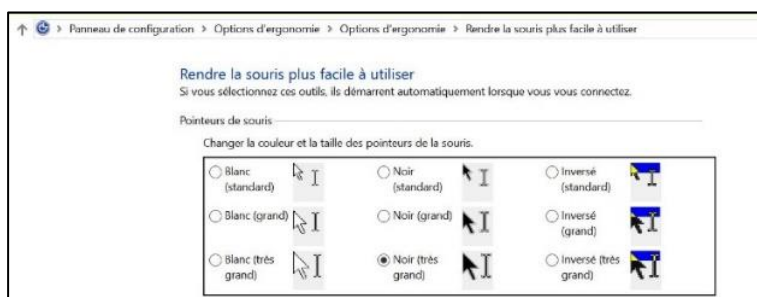 Panneau de configuration > Options d'ergonomie > Options d'ergonomie > Rendre la souris plus facile à utiliser
Rendre la souris plus facile à utiliser
Si vous sélectionnez ces outils, ils démarrent automatiquement lorsque vous vous connectez.
Pointeurs de souris
Changer la couleur et la taille des pointeurs de la souris.
Blanc (standard)
Noir (standard)
Inversé (standard)
Blanc (grand)
Noir (grand)
Inversé (grand)
Blanc (très grand)
Noir (très grand)
Inversé (très grand)